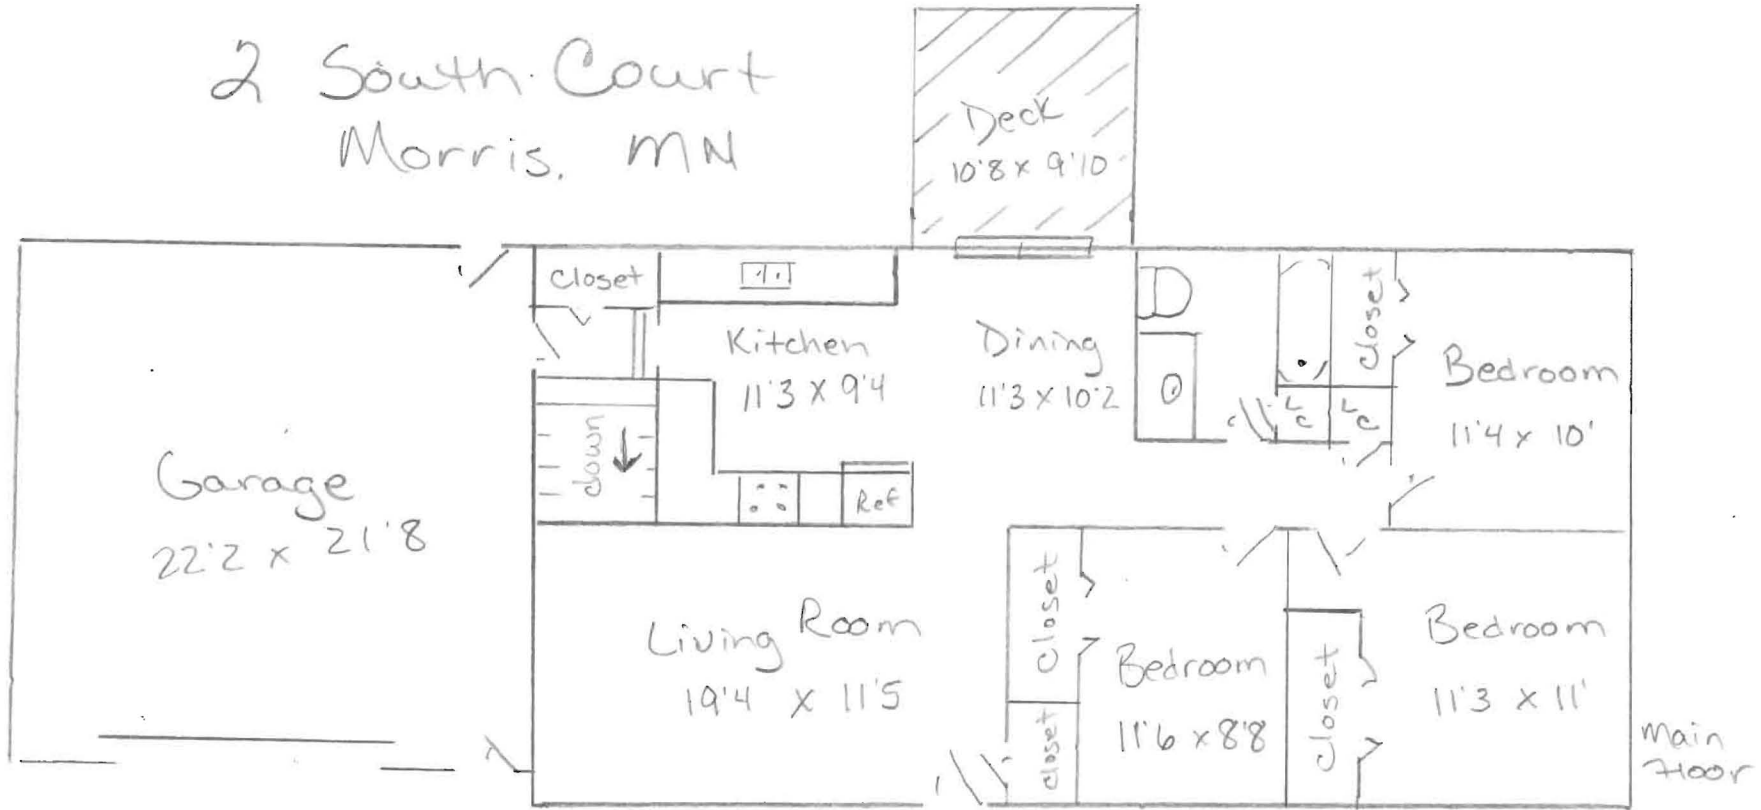 2 South Court
Morris, MN
Deck
10'8 x 9'10
closet
Kitchen
11'3 x 9'4
Dining
11'3 x 10'2
closet
Bedroom
11'4 x 10'
LC
LC
down
Ref
Garage
22'2 x 21'8
Living Room
19'4 x 11'5
Closet
closet
Bedroom
11'6 x 8'8
Closet
Bedroom
11'3 x 11'
Main
Floor